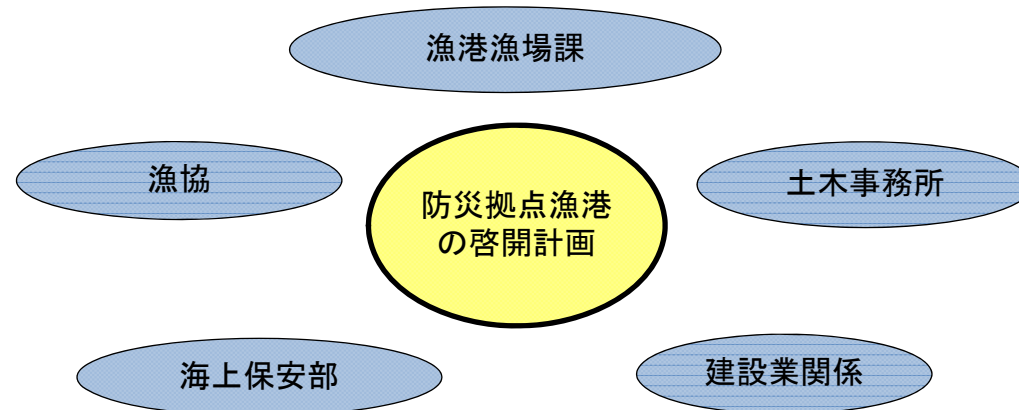 漁港漁場課
漁協
土木事務所
防災拠点漁港
の啓開計画
海上保安部
建設業関係